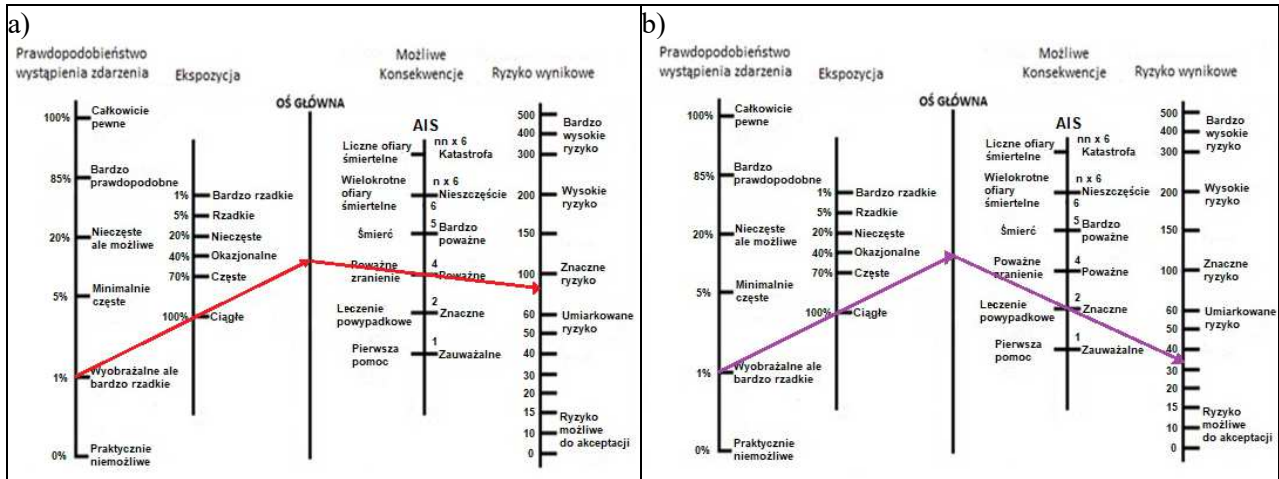 a)
Prawdopodobieństwo
wystąpienia zdarzenia
Ekspozycja
Możliwe
Konsekwencje
Ryzyko wynikowe
OŚ GŁÓWNA
AIS
100% Całkowicie
pewne
85% Bardzo
prawdopodobne
20% Nieczęste
ale możliwe
5% Minimalnie
częste
1% Wyobrażalne ale
bardzo rzadkie
0% Praktycznie
niemożliwe
1% Bardzo rzadkie
5% Rzadkie
20% Nieczęste
40% Okazjonalne
70% Częste
100% Ciągłe
Liczne ofiary
śmiertelne
nn x 6
Katastrofa
Wielokrotne
ofiary
śmiertelne
n x 6
Nieszczęście
6
Śmierć
5
Bardzo
poważne
Poważne
zranienie
4
Poważne
Leczenie
powypadkowe
2
Znaczne
Pierwsza
pomoc
1
Zauważalne
500
400
300
200
150
100
60
50
40
30
20
15
10
0
Bardzo
wysokie
ryzyko
Wysokie
ryzyko
Znaczne
ryzyko
Umiarkowane
ryzyko
Ryzyko
możliwe
do akceptacji
b)
Prawdopodobieństwo
wystąpienia zdarzenia
Ekspozycja
Możliwe
Konsekwencje
Ryzyko wynikowe
OŚ GŁÓWNA
AIS
100% Całkowicie
pewne
85% Bardzo
prawdopodobne
20% Nieczęste
ale możliwe
5% Minimalnie
częste
1% Wyobrażalne ale
bardzo rzadkie
0% Praktycznie
niemożliwe
1% Bardzo rzadkie
5% Rzadkie
20% Nieczęste
40% Okazjonalne
70% Częste
100% Ciągłe
Liczne ofiary
śmiertelne
nn x 6
Katastrofa
Wielokrotne
ofiary
śmiertelne
n x 6
Nieszczęście
6
Śmierć
5
Bardzo
poważne
Poważne
zranienie
4
Poważne
Leczenie
powypadkowe
2
Znaczne
Pierwsza
pomoc
1
Zauważalne
500
400
300
200
150
100
60
50
40
30
20
15
10
0
Bardzo
wysokie
ryzyko
Wysokie
ryzyko
Znaczne
ryzyko
Umiarkowane
ryzyko
Ryzyko
możliwe
do akceptacji